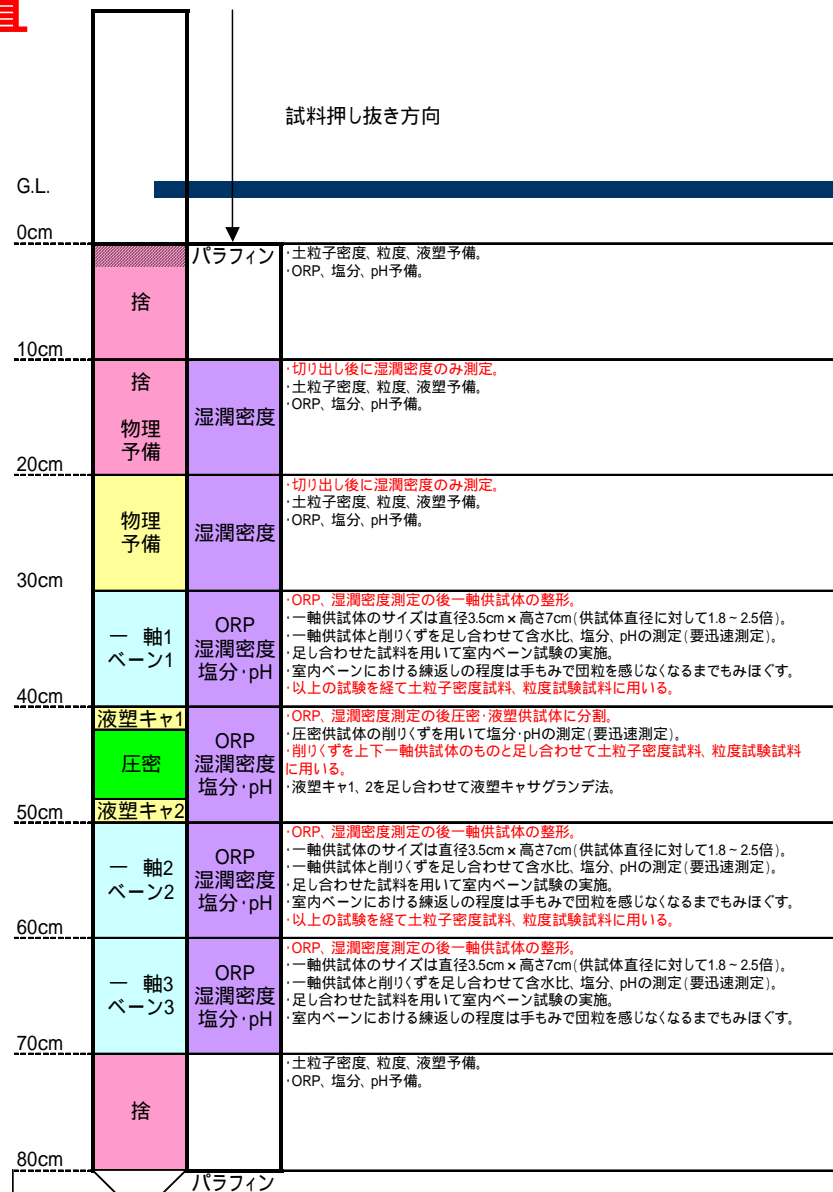 試料押し抜き方向
G.L.
0cm
パラフィン
・土粒子密度、粒度、液塑予備。
・ORP、塩分、pH予備。
捨
10cm
捨
物理
予備
湿潤密度
・切り出し後に湿潤密度のみ測定。
・土粒子密度、粒度、液塑予備。
・ORP、塩分、pH予備。
20cm
物理
予備
湿潤密度
・切り出し後に湿潤密度のみ測定。
・土粒子密度、粒度、液塑予備。
・ORP、塩分、pH予備。
30cm
一 軸1
ベーン1
ORP
湿潤密度
塩分・pH
・ORP、湿潤密度測定の後一軸供試体の整形。
・一軸供試体のサイズは直径3.5cm×高さ7cm(供試体直径に対して1.8~2.5倍)。
・一軸供試体と削りくずを足し合わせて含水比、塩分、pHの測定(要迅速測定)。
・足し合わせた試料を用いて室内ベーン試験の実施。
・室内ベーンにおける練返しの程度は手もみで団粒を感じなくなるまでもみほぐす。
・以上の試験を経て土粒子密度試料、粒度試験試料に用いる。
40cm
液塑キャ1
圧密
液塑キャ2
ORP
湿潤密度
塩分・pH
・ORP、湿潤密度測定の後圧密・液塑供試体に分割。
・圧密供試体の削りくずを用いて塩分・pHの測定(要迅速測定)。
・削りくずを上下一軸供試体のものと足し合わせて土粒子密度試料、粒度試験試料
に用いる。
・液塑キャ1、2を足し合わせて液塑キャサグランデ法。
50cm
一 軸2
ベーン2
ORP
湿潤密度
塩分・pH
・ORP、湿潤密度測定の後一軸供試体の整形。
・一軸供試体のサイズは直径3.5cm×高さ7cm(供試体直径に対して1.8~2.5倍)。
・一軸供試体と削りくずを足し合わせて含水比、塩分、pHの測定(要迅速測定)。
・足し合わせた試料を用いて室内ベーン試験の実施。
・室内ベーンにおける練返しの程度は手もみで団粒を感じなくなるまでもみほぐす。
・以上の試験を経て土粒子密度試料、粒度試験試料に用いる。
60cm
一 軸3
ベーン3
ORP
湿潤密度
塩分・pH
・ORP、湿潤密度測定の後一軸供試体の整形。
・一軸供試体のサイズは直径3.5cm×高さ7cm(供試体直径に対して1.8~2.5倍)。
・一軸供試体と削りくずを足し合わせて含水比、塩分、pHの測定(要迅速測定)。
・足し合わせた試料を用いて室内ベーン試験の実施。
・室内ベーンにおける練返しの程度は手もみで団粒を感じなくなるまでもみほぐす。
70cm
捨
・土粒子密度、粒度、液塑予備。
・ORP、塩分、pH予備。
80cm
パラフィン